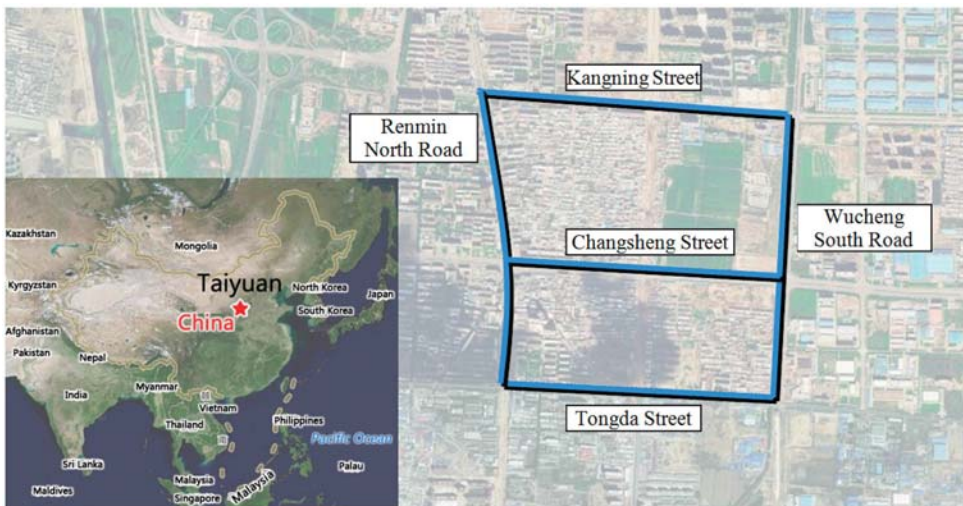 Kangning Street
Renmin
North Road
Changsheng Street
Wucheng
South Road
Tongda Street
Kazakhstan
Mongolia
Taiyuan
Kyrgyzstan
North Korea
Japan
South Korea
China
Afghanistan
Pakistan
Nepal
India
Myanmar
越
Vietnam
Thailand
南
Philippines
Pacific Ocean
Sri Lanka
Malaysia
Malaysia
Palau
Maldives
Singapore